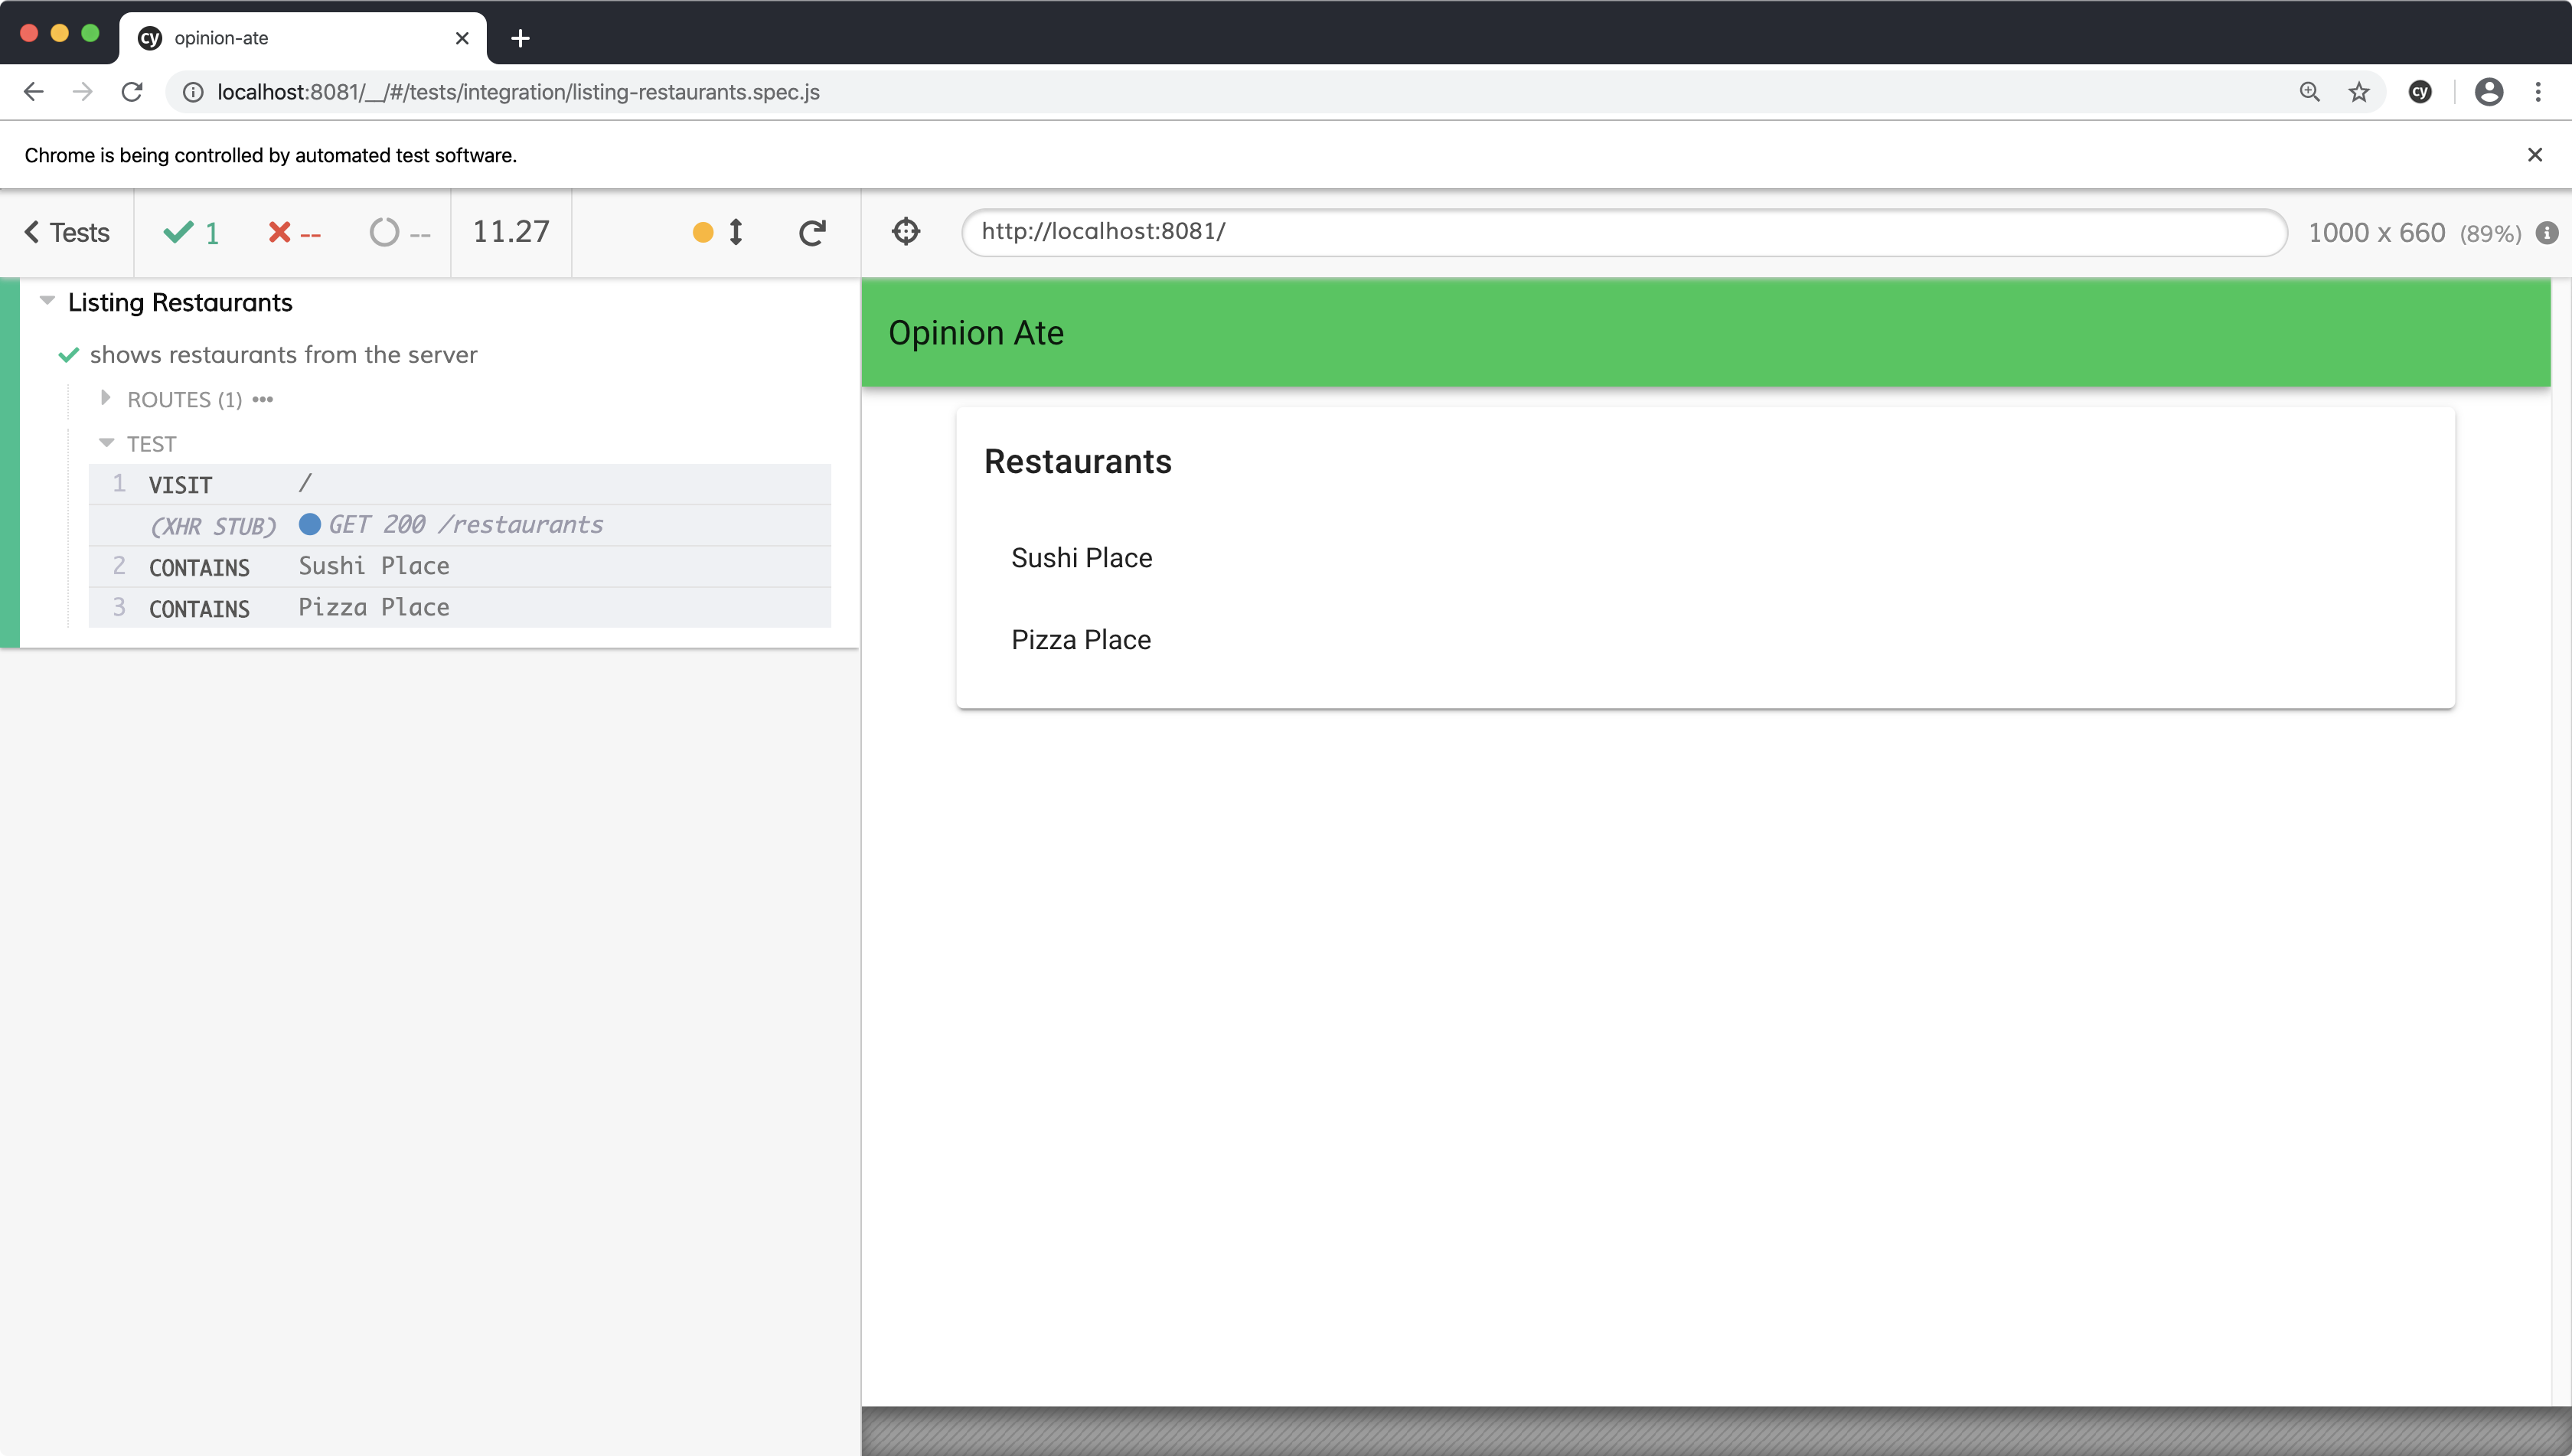 cy opinion-ate
localhost:8081/__/#/tests/integration/listing-restaurants.spec.js
cy
Chrome is being controlled by automated test software.
Tests 1 -- -- 11.27
http://localhost:8081/ 1000 x 660 (89%)
Listing Restaurants
shows restaurants from the server
ROUTES (1)
TEST
1 VISIT /
(XHR STUB) GET 200 /restaurants
2 CONTAINS Sushi Place
3 CONTAINS Pizza Place
Opinion Ate
Restaurants
Sushi Place
Pizza Place